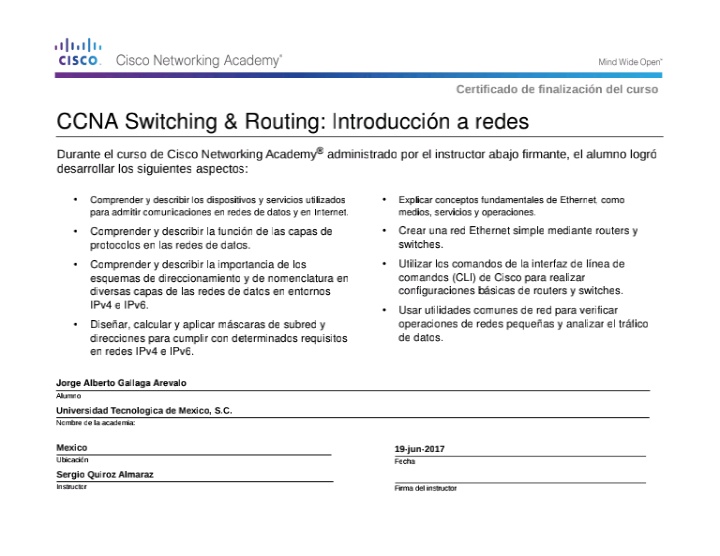 CISCO. Cisco Networking Academy® Mind Wide Open™
Certificado de finalización del curso
CCNA Switching & Routing: Introducción a redes
Durante el curso de Cisco Networking Academy® administrado por el instructor abajo firmante, el alumno logró
desarrollar los siguientes aspectos:
• Comprender y describir los dispositivos y servicios utilizados
para admitir comunicaciones en redes de datos y en Internet.
• Comprender y describir la función de las capas de
protocolos en las redes de datos.
• Comprender y describir la importancia de los
esquemas de direccionamiento y de nomenclatura en
diversas capas de las redes de datos en entornos
IPv4 e IPv6.
• Diseñar, calcular y aplicar máscaras de subred y
direcciones para cumplir con determinados requisitos
en redes IPv4 e IPv6.
• Explicar conceptos fundamentales de Ethernet, como
medios, servicios y operaciones.
• Crear una red Ethernet simple mediante routers y
switches.
• Utilizar los comandos de la interfaz de línea de
comandos (CLI) de Cisco para realizar
configuraciones básicas de routers y switches.
• Usar utilidades comunes de red para verificar
operaciones de redes pequeñas y analizar el tráfico
de datos.
Jorge Alberto Gallaga Arevalo
Alumno
Universidad Tecnologica de Mexico, S.C.
Nombre de la academia:
Mexico
Ubicación
19-jun-2017
Fecha
Sergio Quiroz Almaraz
Instructor
Firma del instructor